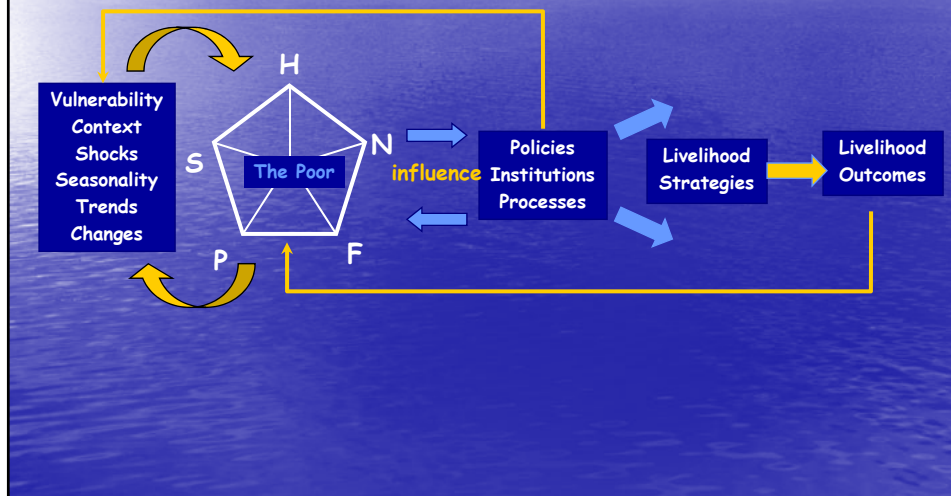 Vulnerability
Context
Shocks
Seasonality
Trends
Changes
H
S
N
The Poor
P
F
influence
Policies
Institutions
Processes
Livelihood
Strategies
Livelihood
Outcomes